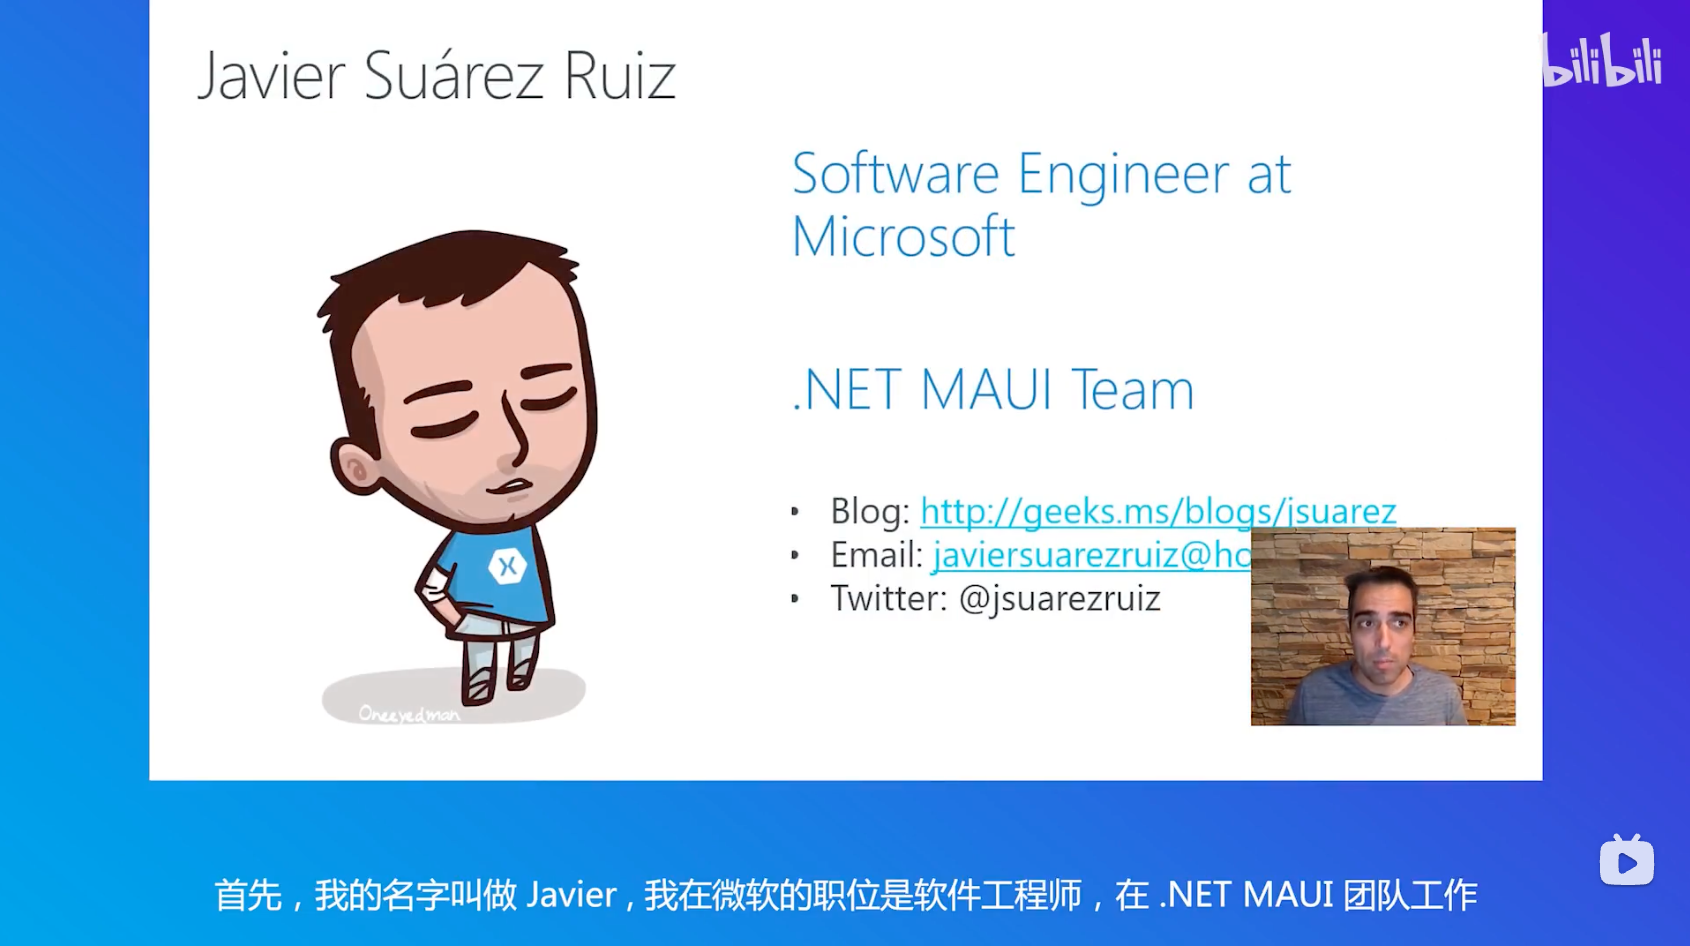 Javier Suárez Ruiz
bilibili
Software Engineer at
Microsoft
.NET MAUI Team
• Blog: http://geeks.ms/blogs/jsuarez
• Email: javiersuarezruiz@ho
• Twitter: @jsuarezruiz
Oneeyedman
首先，我的名字叫做 Javier , 我在微软的职位是软件工程师，在 .NET MAUI 团队工作